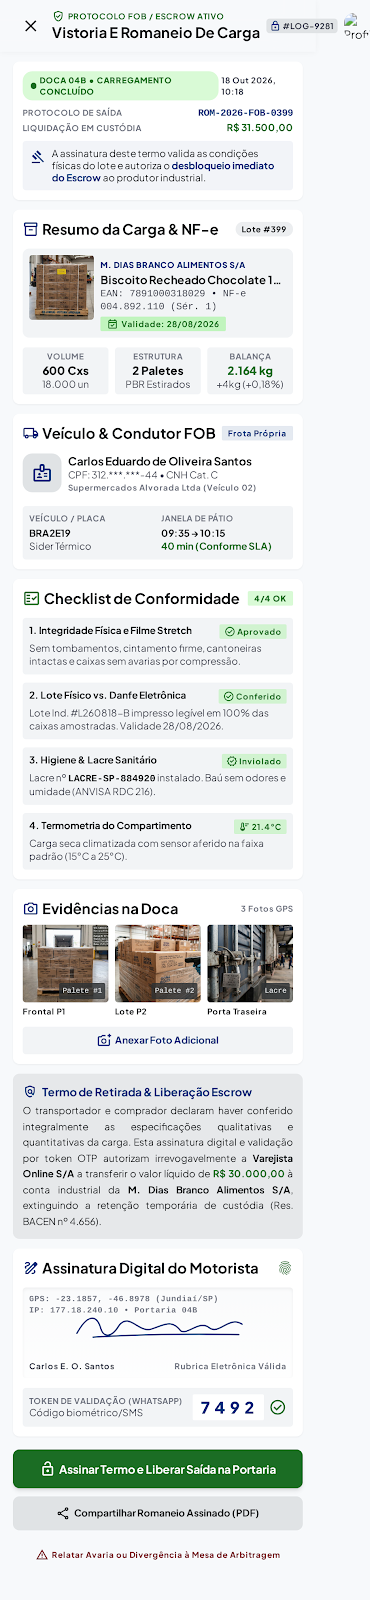 PROTOCOLO FOB / ESCROW ATIVO
Vistoria E Romaneio De Carga
#LOG-9281
DOCA 04B • CARREGAMENTO CONCLUÍDO
18 Out 2026, 10:18
PROTOCOLO DE SAÍDA
ROM-2026-FOB-0399
LIQUIDAÇÃO EM CUSTÓDIA
R$ 31.500,00
A assinatura deste termo valida as condições
físicas do lote e autoriza o desbloqueio imediato
do Escrow ao produtor industrial.
Resumo da Carga & NF-e
Lote #399
M. DIAS BRANCO ALIMENTOS S/A
Biscoito Recheado Chocolate 1...
EAN: 7891000318029 • NF-e
004.892.110 (Sér. 1)
Validade: 28/08/2026
VOLUME
600 Cxs
18.000 un
ESTRUTURA
2 Paletes
PBR Estirados
BALANÇA
2.164 kg
+4kg (+0,18%)
Veículo & Condutor FOB
Frota Própria
Carlos Eduardo de Oliveira Santos
CPF: 312.***.***-44 • CNH Cat. C
Supermercados Alvorada Ltda (Veículo 02)
VEÍCULO / PLACA
BRA2E19
Sider Térmico
JANELA DE PÁTIO
09:35 → 10:15
40 min (Conforme SLA)
Checklist de Conformidade
4/4 OK
1. Integridade Física e Filme Stretch
Aprovado
Sem tombamentos, cintamento firme, cantoneiras
intactas e caixas sem avarias por compressão.
2. Lote Físico vs. Danfe Eletrônica
Conferido
Lote Ind. #L260818-B impresso legível em 100% das
caixas amostradas. Validade 28/08/2026.
3. Higiene & Lacre Sanitário
Inviolado
Lacre nº LACRE-SP-884920 instalado. Baú sem odores e
umidade (ANVISA RDC 216).
4. Termometria do Compartimento
21.4°C
Carga seca climatizada com sensor aferido na faixa
padrão (15°C a 25°C).
Evidências na Doca
3 Fotos GPS
Palete #1
Palete #2
Lacre
Frontal P1
Lote P2
Porta Traseira
Anexar Foto Adicional
Termo de Retirada & Liberação Escrow
O transportador e comprador declaram haver conferido
integralmente as especificações qualitativas e
quantitativas da carga. Esta assinatura digital e validação
por token OTP autorizam irrevogavelmente a Varejista
Online S/A a transferir o valor líquido de R$ 30.000,00 à
conta industrial da M. Dias Branco Alimentos S/A,
extinguindo a retenção temporária de custódia (Res.
BACEN nº 4.656).
Assinatura Digital do Motorista
GPS: -23.1857, -46.8978 (Jundiaí/SP)
IP: 177.18.240.10 • Portaria 04B
Carlos E. O. Santos
Rubrica Eletrônica Válida
TOKEN DE VALIDAÇÃO (WHATSAPP)
Código biométrico/SMS
7492
Assinar Termo e Liberar Saída na Portaria
Compartilhar Romaneio Assinado (PDF)
Relatar Avaria ou Divergência à Mesa de Arbitragem